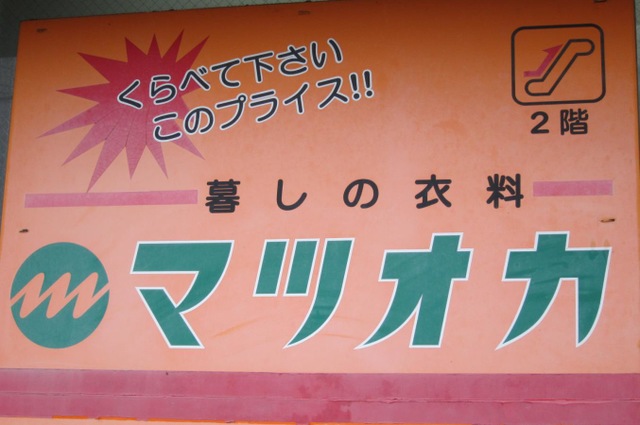 くらべて下さい
このプライス!!
2階
暮しの衣料
マツオカ